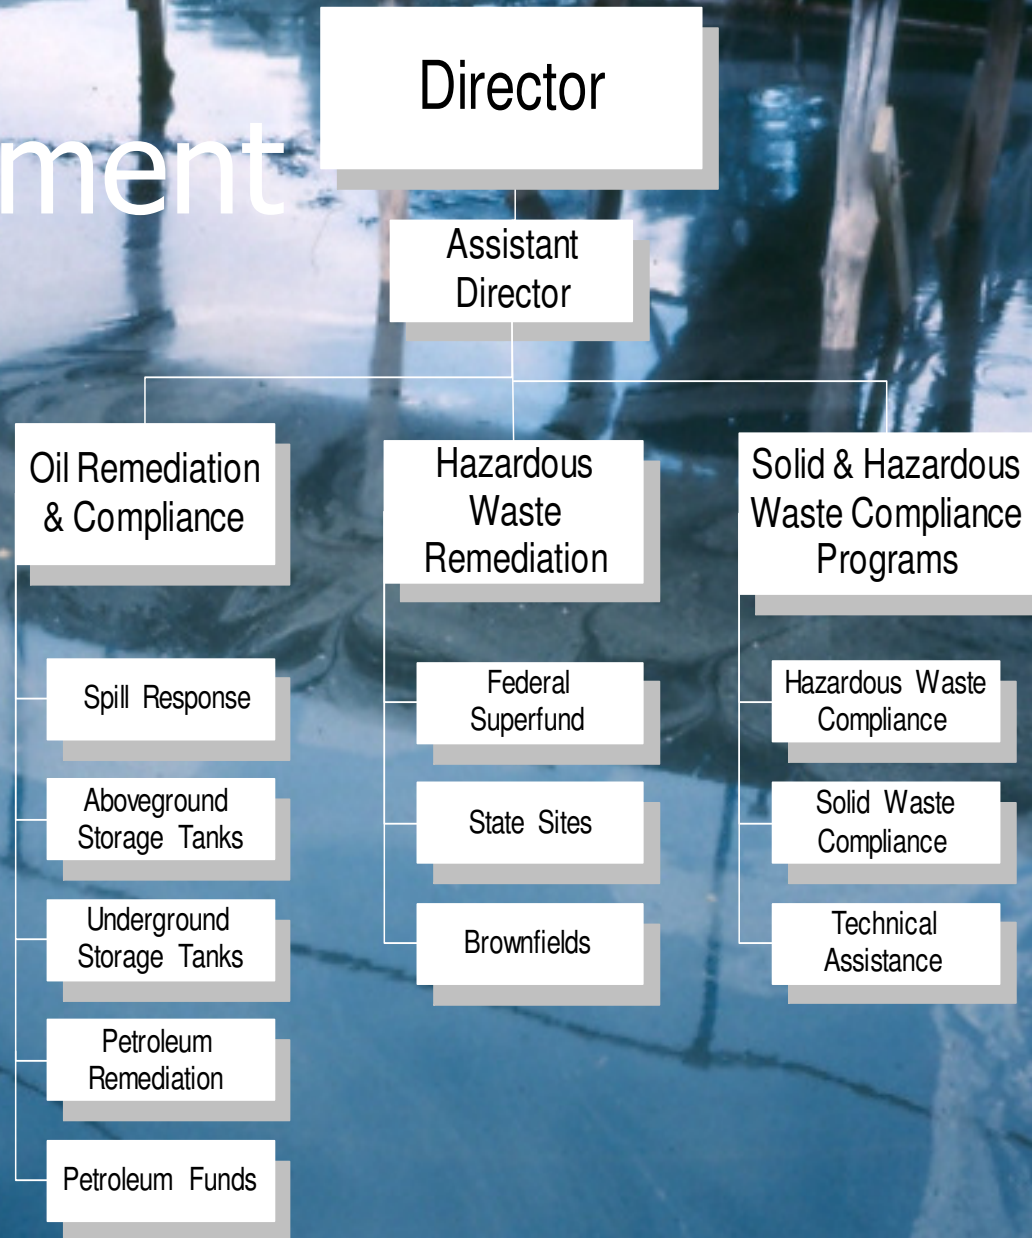 Director
ment
Assistant
Director
Oil Remediation
& Compliance
Hazardous
Waste
Remediation
Solid & Hazardous
Waste Compliance
Programs
Spill Response
Aboveground
Storage Tanks
Underground
Storage Tanks
Petroleum
Remediation
Petroleum Funds
Federal
Superfund
State Sites
Brownfields
Hazardous Waste
Compliance
Solid Waste
Compliance
Technical
Assistance